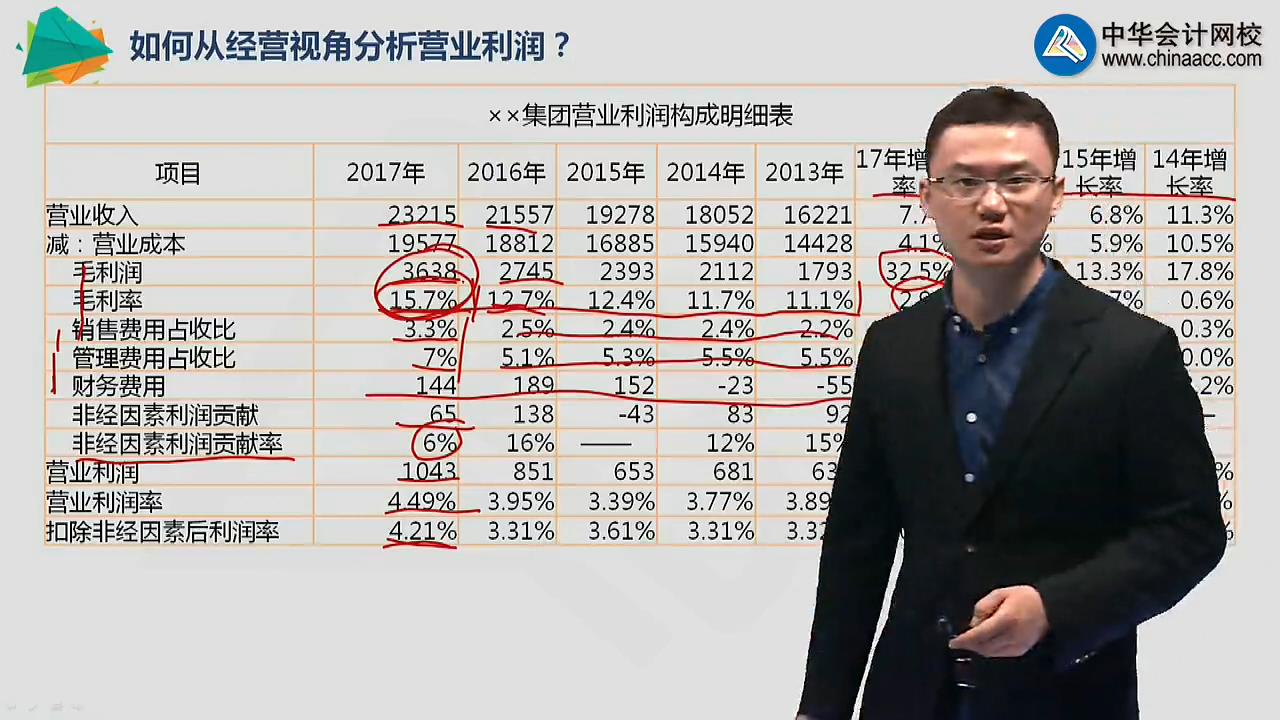 如何从经营视角分析营业利润？
中华会计网校
www.chinaacc.com
××集团营业利润构成明细表
项目 2017年 2016年 2015年 2014年 2013年 17年增 率 15年增长率 14年增长率
营业收入 23215 21557 19278 18052 16221 6.8% 11.3%
减：营业成本 19577 18812 16885 15940 14428 4.1% 5.9% 10.5%
毛利润 3638 2745 2393 2112 1793 32.5% 13.3% 17.8%
毛利率 15.7% 12.7% 12.4% 11.7% 11.1% 0.6%
销售费用占收比 3.3% 2.5% 2.4% 2.4% 2.2% 0.3%
管理费用占收比 7% 5.1% 5.3% 5.5% 5.5% 0.0%
财务费用 144 189 152 -23 -55
非经因素利润贡献 65 138 -43 83 92 —
非经因素利润贡献率 6% 16% —— 12% 15%
营业利润 1043 851 653 681
营业利润率 4.49% 3.95% 3.39% 3.77%
扣除非经因素后利润率 4.21% 3.31% 3.61% 3.31%